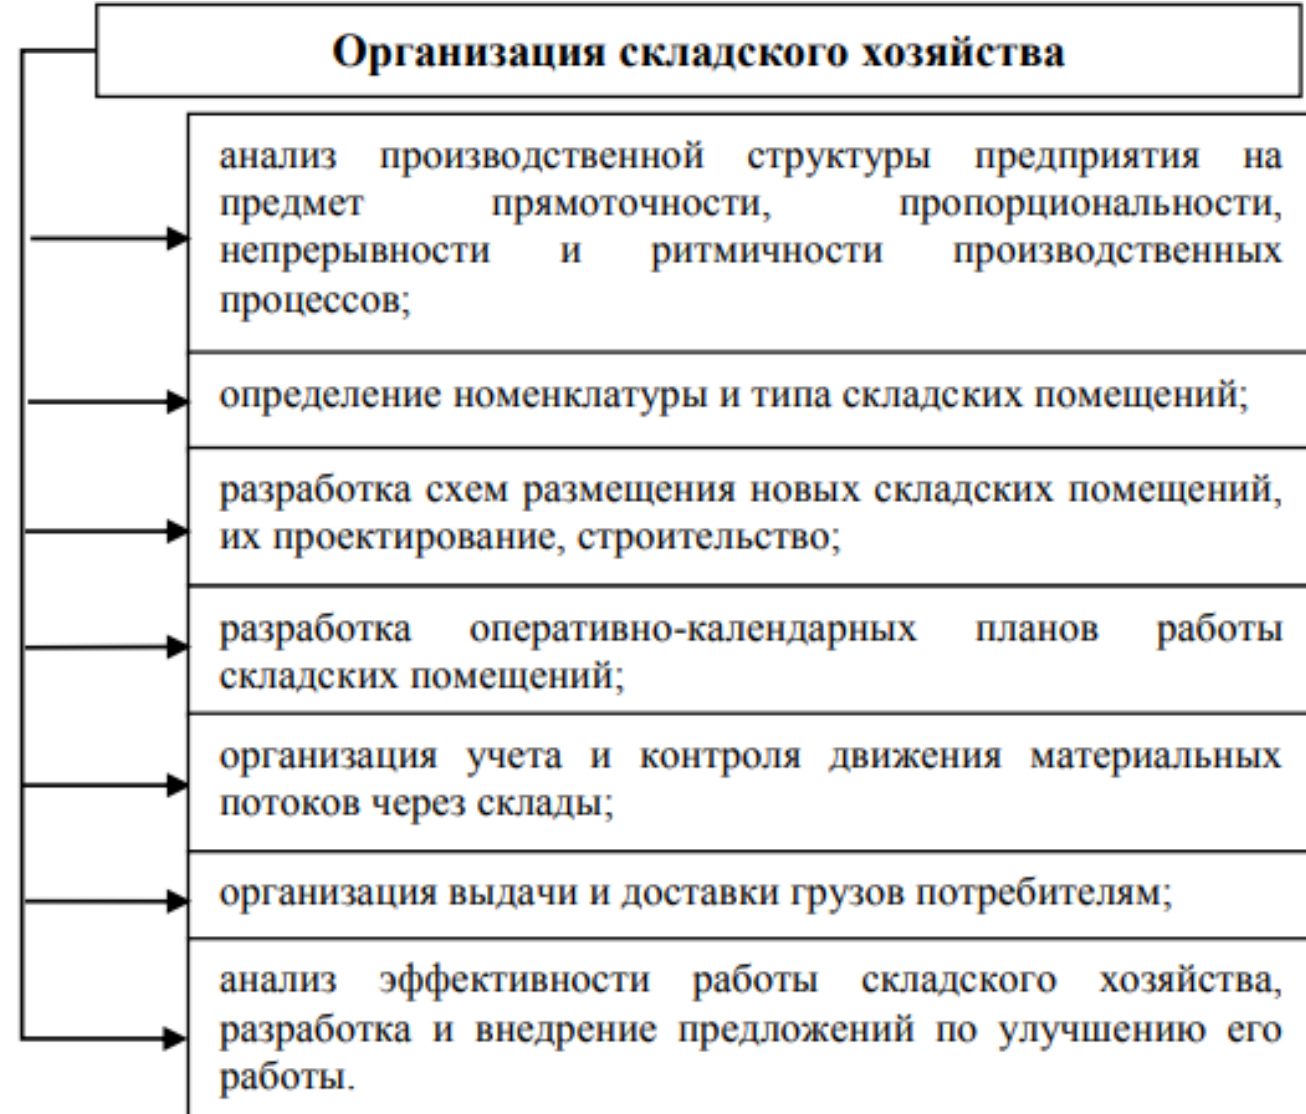 Организация складского хозяйства
анализ производственной структуры предприятия на
предмет прямоточности, пропорциональности,
непрерывности и ритмичности производственных
процессов;
определение номенклатуры и типа складских помещений;
разработка схем размещения новых складских помещений,
их проектирование, строительство;
разработка оперативно-календарных планов работы
складских помещений;
организация учета и контроля движения материальных
потоков через склады;
организация выдачи и доставки грузов потребителям;
анализ эффективности работы складского хозяйства,
разработка и внедрение предложений по улучшению его
работы.